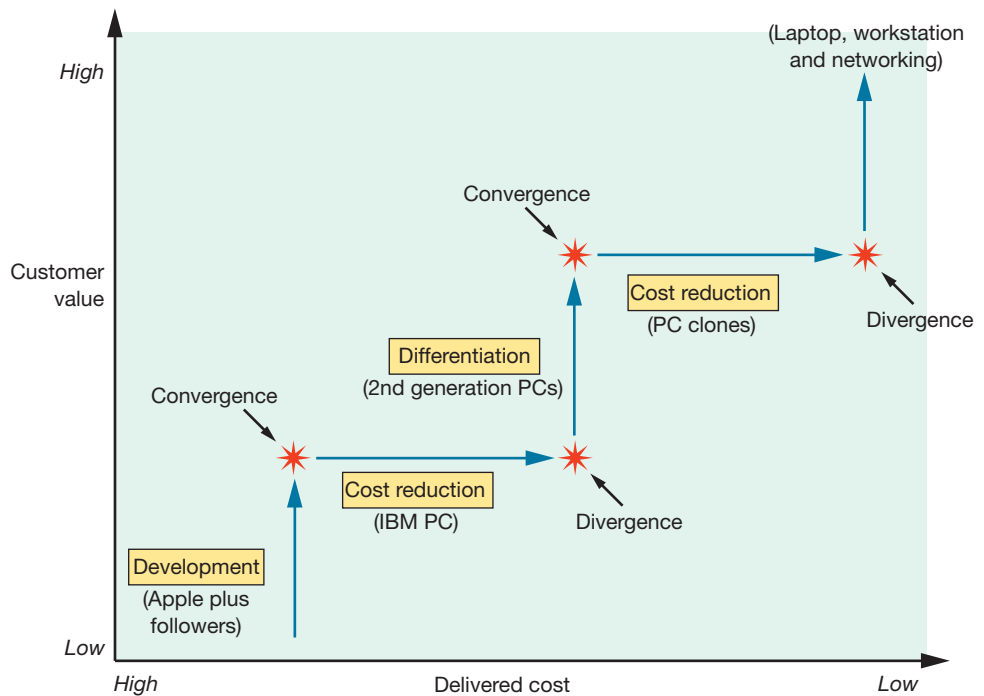 (Laptop, workstation
and networking)
High
Convergence
Customer
value
Cost reduction
(PC clones)
Divergence
Differentiation
(2nd generation PCs)
Convergence
Cost reduction
(IBM PC)
Divergence
Development
(Apple plus
followers)
Low
High
Delivered cost
Low